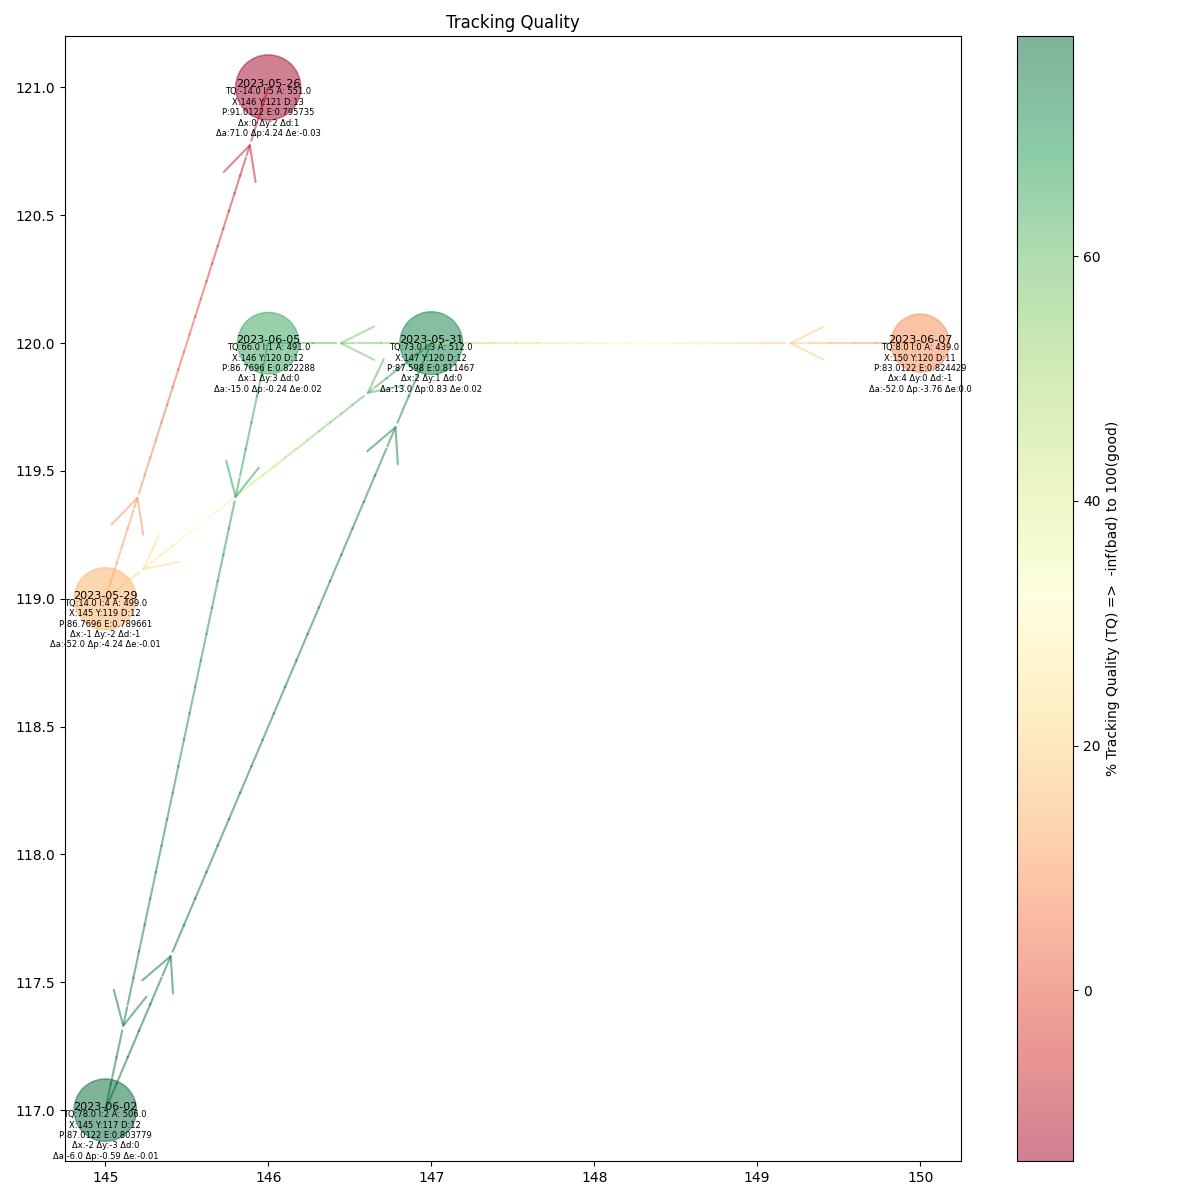 Tracking Quality
121.0
120.5
120.0
119.5
119.0
118.5
118.0
117.5
117.0
145
146
147
148
149
150
2023-05-26
TQ:-14.0 I:5 A: 551.0
X:146 Y:121 D:13
P:91.0122 E:0.795735
Δx:0 Δy:2 Δd:1
Δa:71.0 Δp:4.24 Δe:-0.03
2023-06-05
TQ:66.0 I:1 A: 491.0
X:146 Y:120 D:12
P:86.7696 E:0.822288
Δx:1 Δy:3 Δd:0
Δa:-15.0 Δp:-0.24 Δe:0.02
2023-05-31
TQ:73.0 I:3 A: 512.0
X:147 Y:120 D:12
P:87.598 E:0.811467
Δx:2 Δy:1 Δd:0
Δa:13.0 Δp:0.83 Δe:0.02
2023-06-07
TQ:8.0 I:0 A: 439.0
X:150 Y:120 D:11
P:83.0122 E:0.824429
Δx:4 Δy:0 Δd:-1
Δa:-52.0 Δp:-3.76 Δe:0.0
2023-05-29
TQ:14.0 I:4 A: 499.0
X:145 Y:119 D:12
P:86.7696 E:0.789661
Δx:-1 Δy:-2 Δd:-1
Δa:-52.0 Δp:-4.24 Δe:-0.01
2023-06-02
TQ:78.0 I:2 A: 506.0
X:145 Y:117 D:12
P:87.0122 E:0.803779
Δx:-2 Δy:-3 Δd:0
Δa:-6.0 Δp:-0.59 Δe:-0.01
60
40
20
0
% Tracking Quality (TQ) =>  -inf(bad) to 100(good)